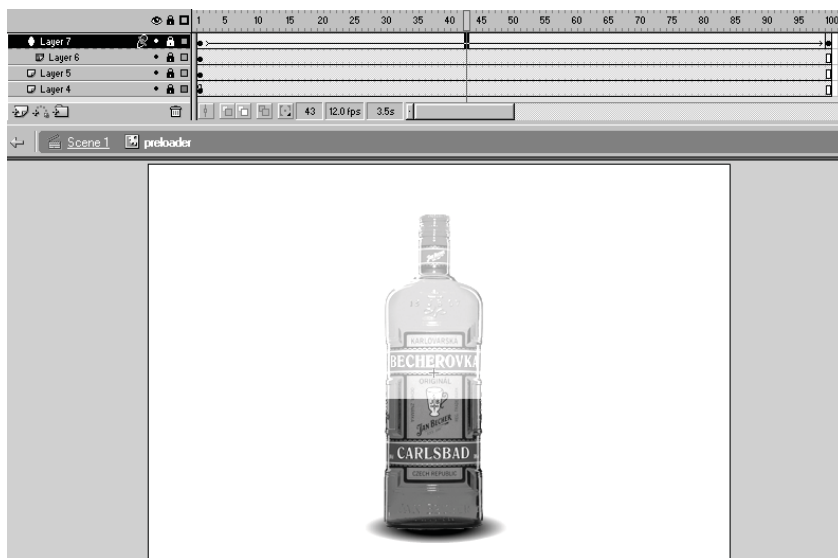 1 5 10 15 20 25 30 35 40 45 50 55 60 65 70 75 80 85 90 95 100
Layer 7
Layer 6
Layer 5
Layer 4
43 12.0 fps 3.5s
Scene 1 preloader
KARLOVARSKÁ
BECHEROVKA
ORIGINAL
Jan Becher
CARLSBAD
CZECH REPUBLIC